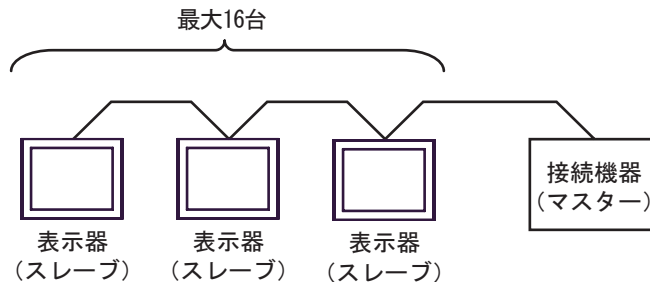 最大16台
接続機器
(マスター)
表示器
(スレーブ)
表示器
(スレーブ)
表示器
(スレーブ)